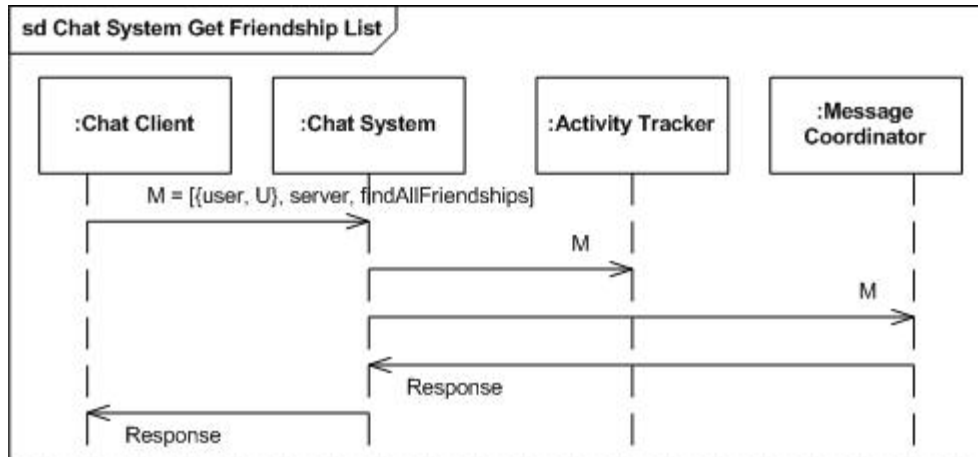 sd Chat System Get Friendship List
:Chat Client
:Chat System
:Activity Tracker
:Message
Coordinator
M = [{user, U}, server, findAllFriendships]
M
M
Response
Response